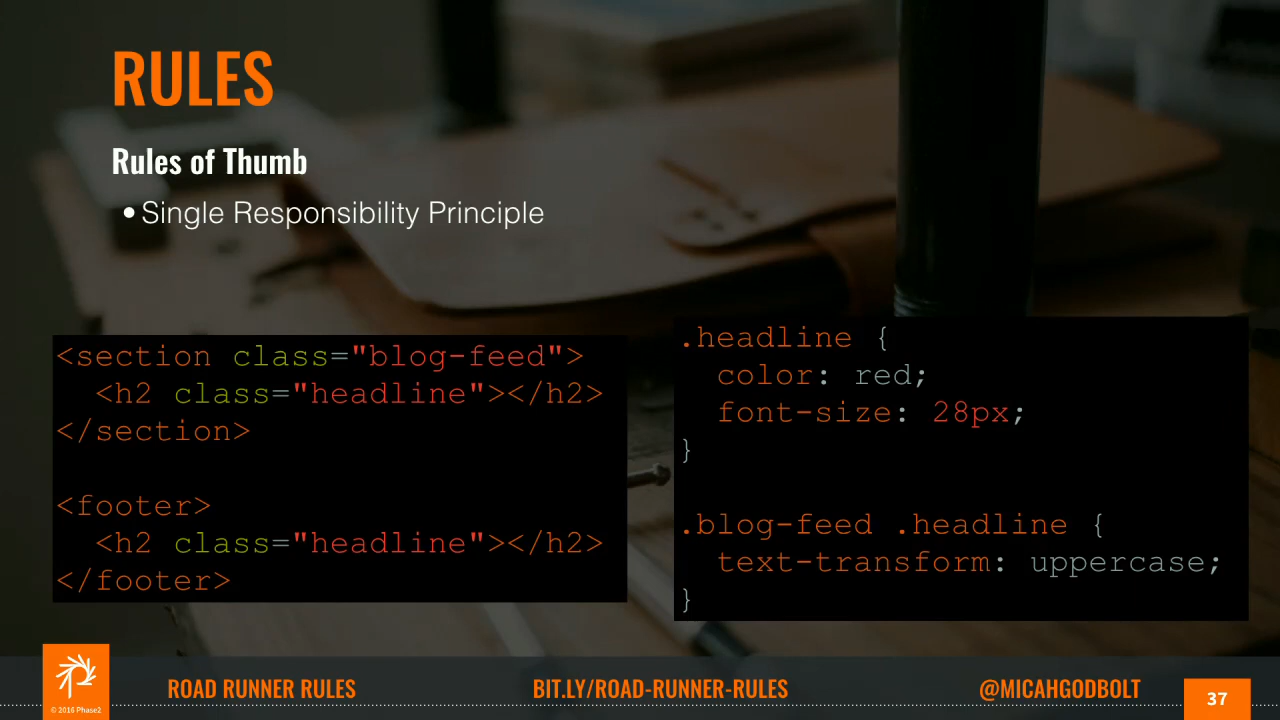 RULES
Rules of Thumb
• Single Responsibility Principle
<section class="blog-feed">
  <h2 class="headline"></h2>
</section>

<footer>
  <h2 class="headline"></h2>
</footer>
.headline {
  color: red;
  font-size: 28px;
}

.blog-feed .headline {
  text-transform: uppercase;
}
© 2016 Phase2
ROAD RUNNER RULES
BIT.LY/ROAD-RUNNER-RULES
@MICAHGODBOLT
37